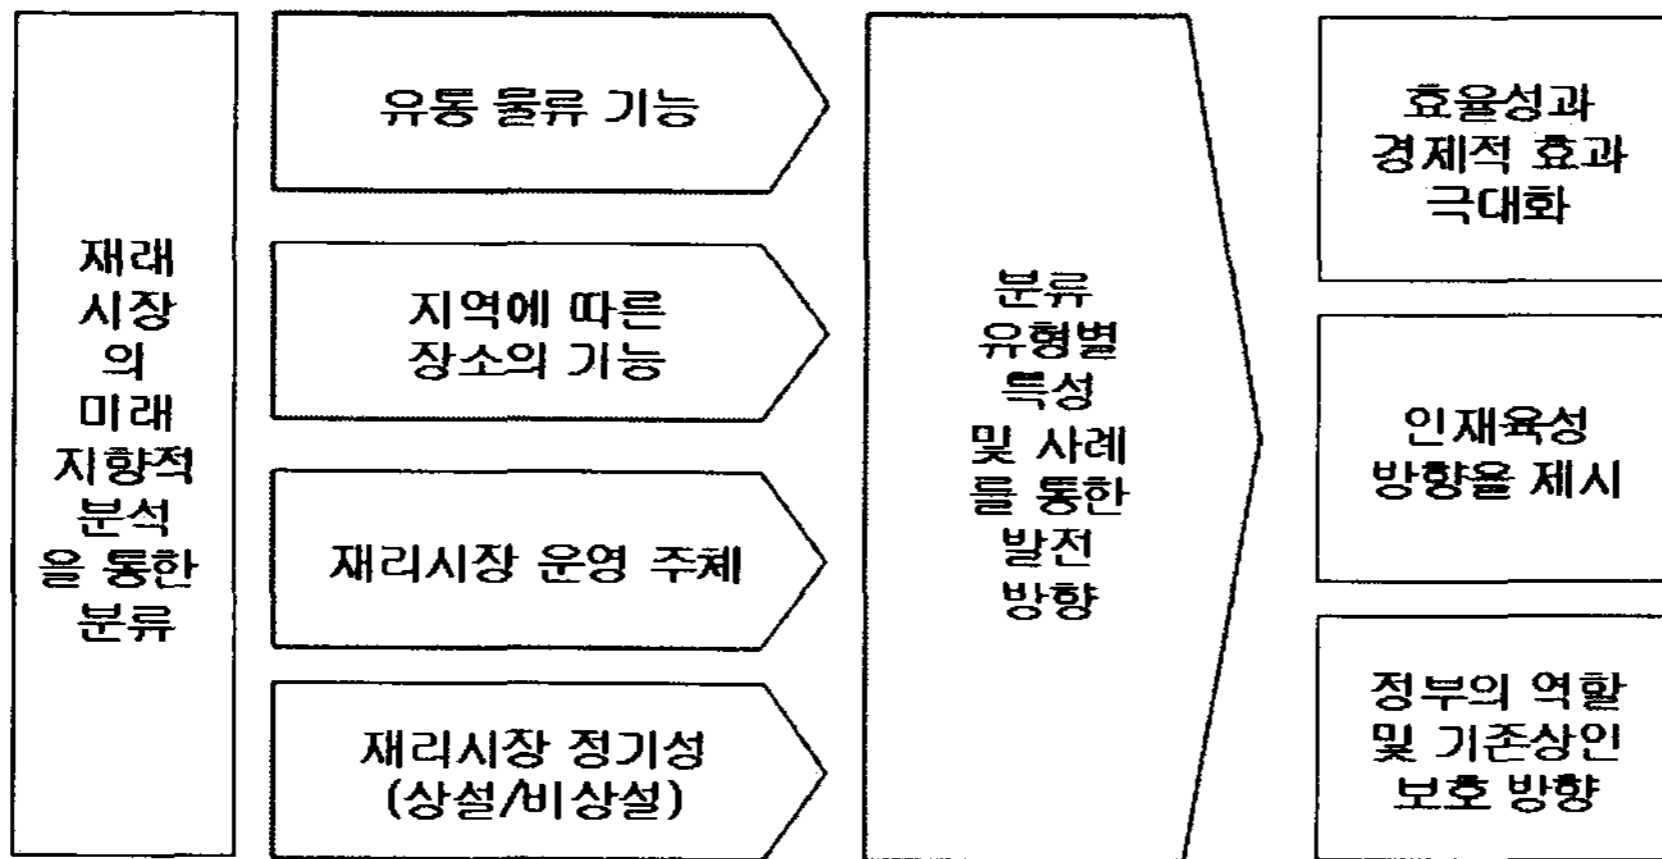 재래
시장
의
미래
지향적
분석
을 통한
분류
유통 물류 기능
지역에 따른
장소의 기능
재리시장 운영 주체
재리시장 정기성
(상설/비상설)
분류
유형별
특성
및 사례
를 통한
발전
방향
효율성과
경제적 효과
극대화
인재육성
방향을 제시
정부의 역할
및 기존상인
보호 방향